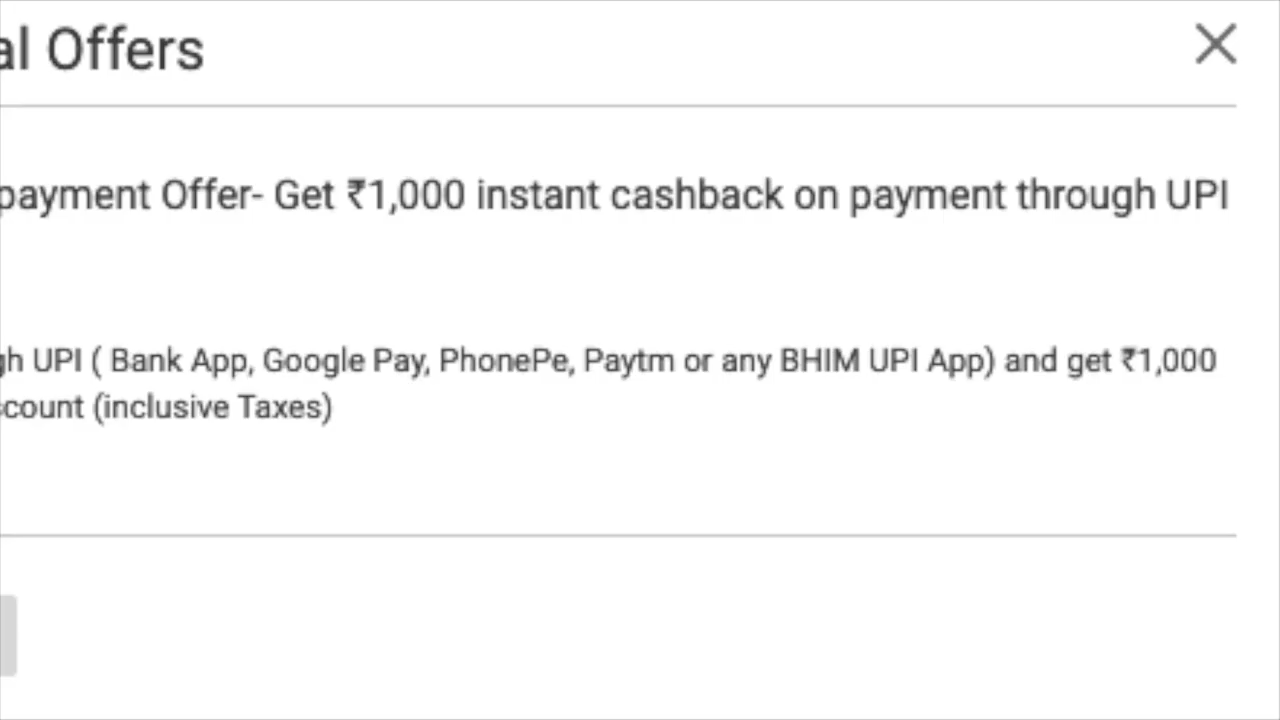 al Offers
payment Offer- Get ₹1,000 instant cashback on payment through UPI
gh UPI ( Bank App, Google Pay, PhonePe, Paytm or any BHIM UPI App) and get ₹1,000
scount (inclusive Taxes)